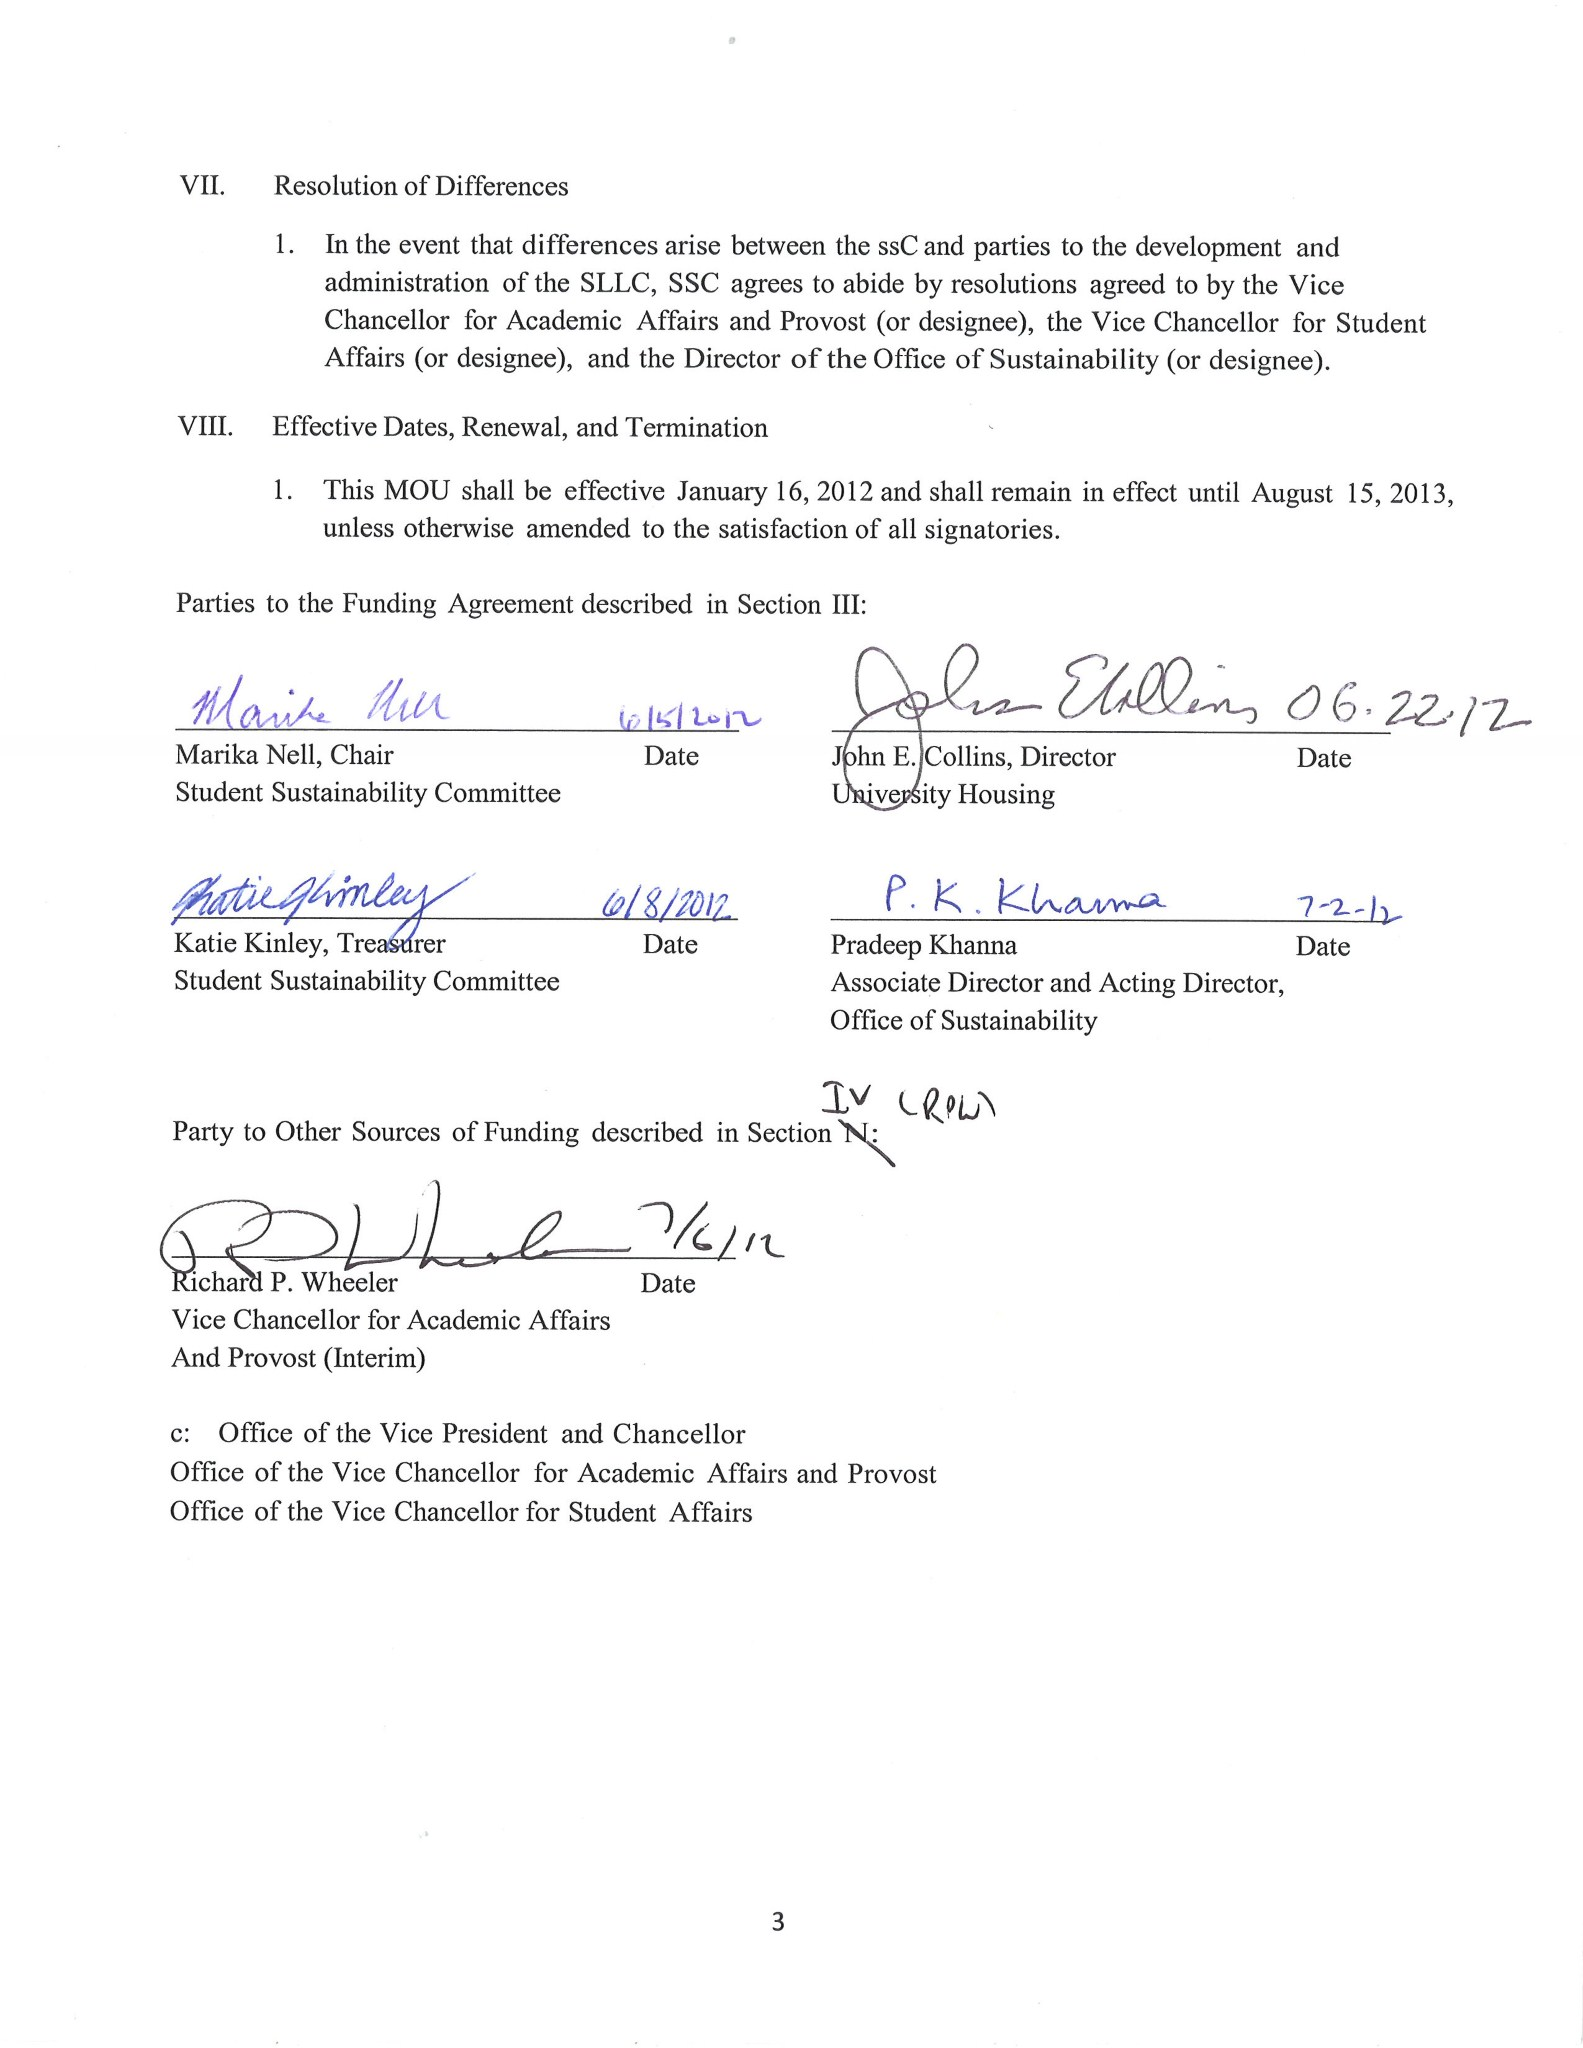 VII. Resolution of Differences
1. In the event that differences arise between the ssC and parties to the development and
administration of the SLLC, SSC agrees to abide by resolutions agreed to by the Vice
Chancellor for Academic Affairs and Provost (or designee), the Vice Chancellor for Student
Affairs (or designee), and the Director of the Office of Sustainability (or designee).
VIII. Effective Dates, Renewal, and Termination
1. This MOU shall be effective January 16, 2012 and shall remain in effect until August 15, 2013,
unless otherwise amended to the satisfaction of all signatories.
Parties to the Funding Agreement described in Section III:
Marika Nell 6/5/2012
Marika Nell, Chair Date
Student Sustainability Committee
John E Collins 06.22.12
John E. Collins, Director Date
University Housing
Katie Kinley 6/8/2012
Katie Kinley, Treasurer Date
Student Sustainability Committee
P. K. Khanna 7-2-12
Pradeep Khanna Date
Associate Director and Acting Director,
Office of Sustainability
IV (RPW)
Party to Other Sources of Funding described in Section N:
R P Wheeler 7/6/12
Richard P. Wheeler Date
Vice Chancellor for Academic Affairs
And Provost (Interim)
c: Office of the Vice President and Chancellor
Office of the Vice Chancellor for Academic Affairs and Provost
Office of the Vice Chancellor for Student Affairs
3